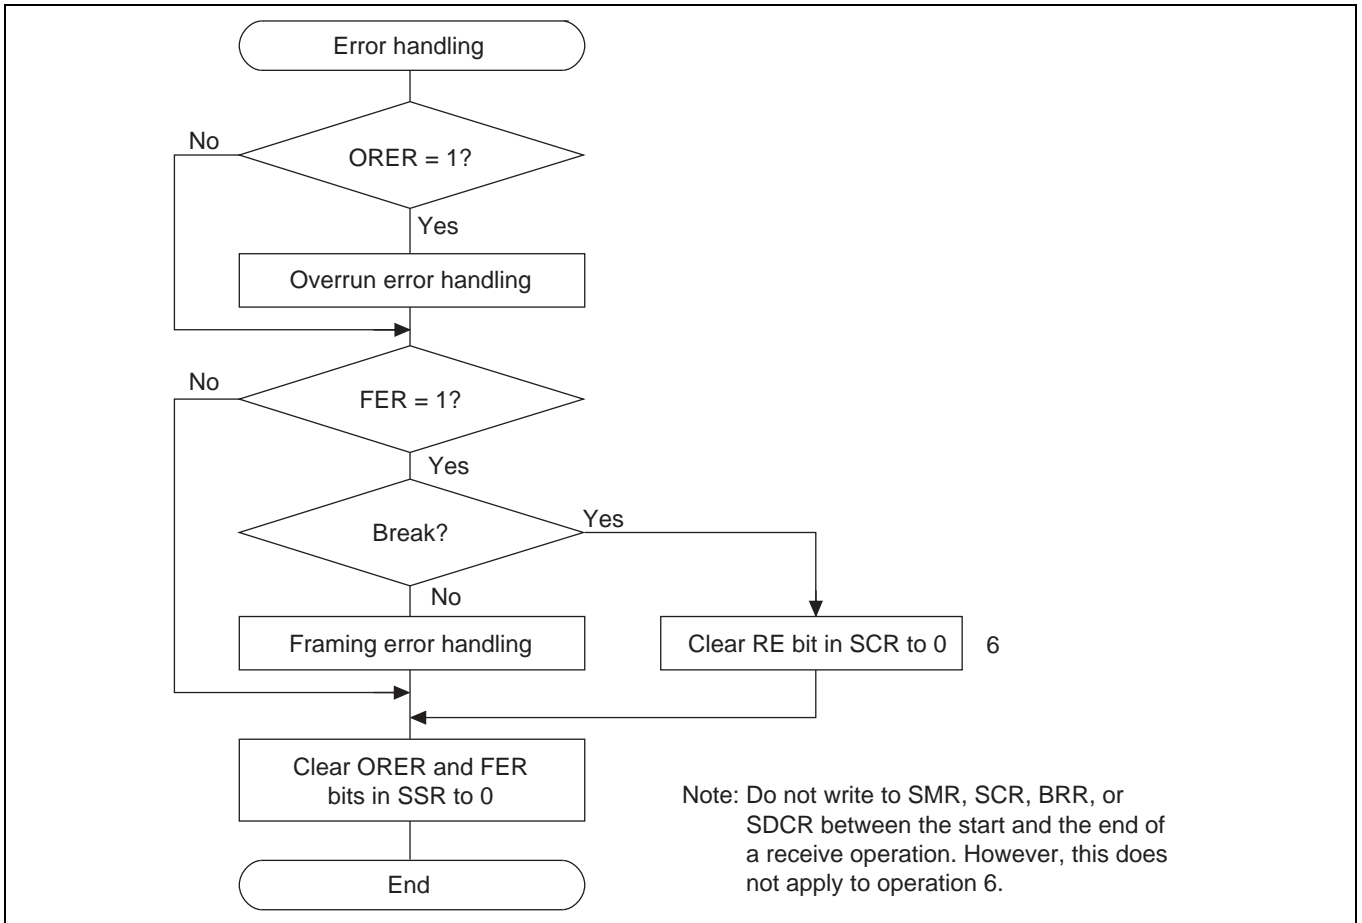 Error handling
No
ORER = 1?
Yes
Overrun error handling
No
FER = 1?
Yes
Break?
Yes
No
Framing error handling
Clear RE bit in SCR to 0
6
Clear ORER and FER
bits in SSR to 0
Note: Do not write to SMR, SCR, BRR, or
SDCR between the start and the end of
a receive operation. However, this does
not apply to operation 6.
End